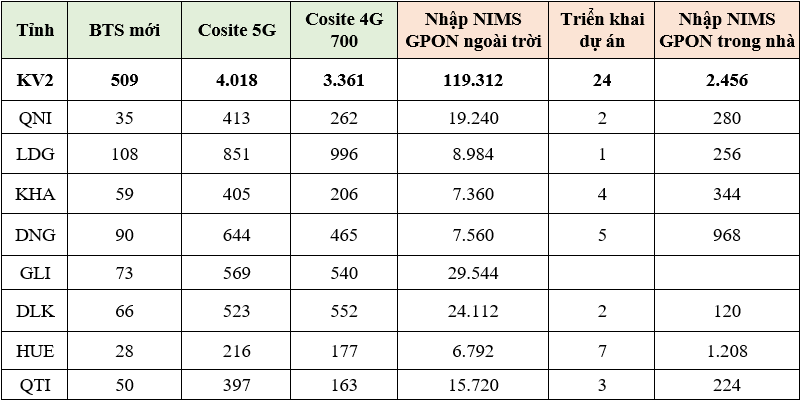 Tỉnh BTS mới Cosite 5G Cosite 4G 700 Nhập NIMS GPON ngoài trời Triển khai dự án Nhập NIMS GPON trong nhà
KV2 509 4.018 3.361 119.312 24 2.456
QNI 35 413 262 19.240 2 280
LDG 108 851 996 8.984 1 256
KHA 59 405 206 7.360 4 344
DNG 90 644 465 7.560 5 968
GLI 73 569 540 29.544
DLK 66 523 552 24.112 2 120
HUE 28 216 177 6.792 7 1.208
QTI 50 397 163 15.720 3 224